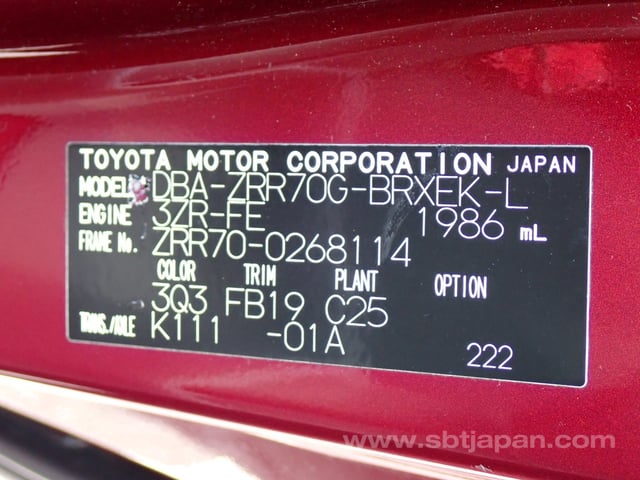 TOYOTA MOTOR CORPORATION JAPAN
MODEL DBA-ZRR70G-BRXEK-L
ENGINE 3ZR-FE 1986 mL
FRAME No. ZRR70-0268114
COLOR TRIM PLANT OPTION
3Q3 FB19 C25
TRANS./AXLE K111 -01A
222
www.sbtjapan.com